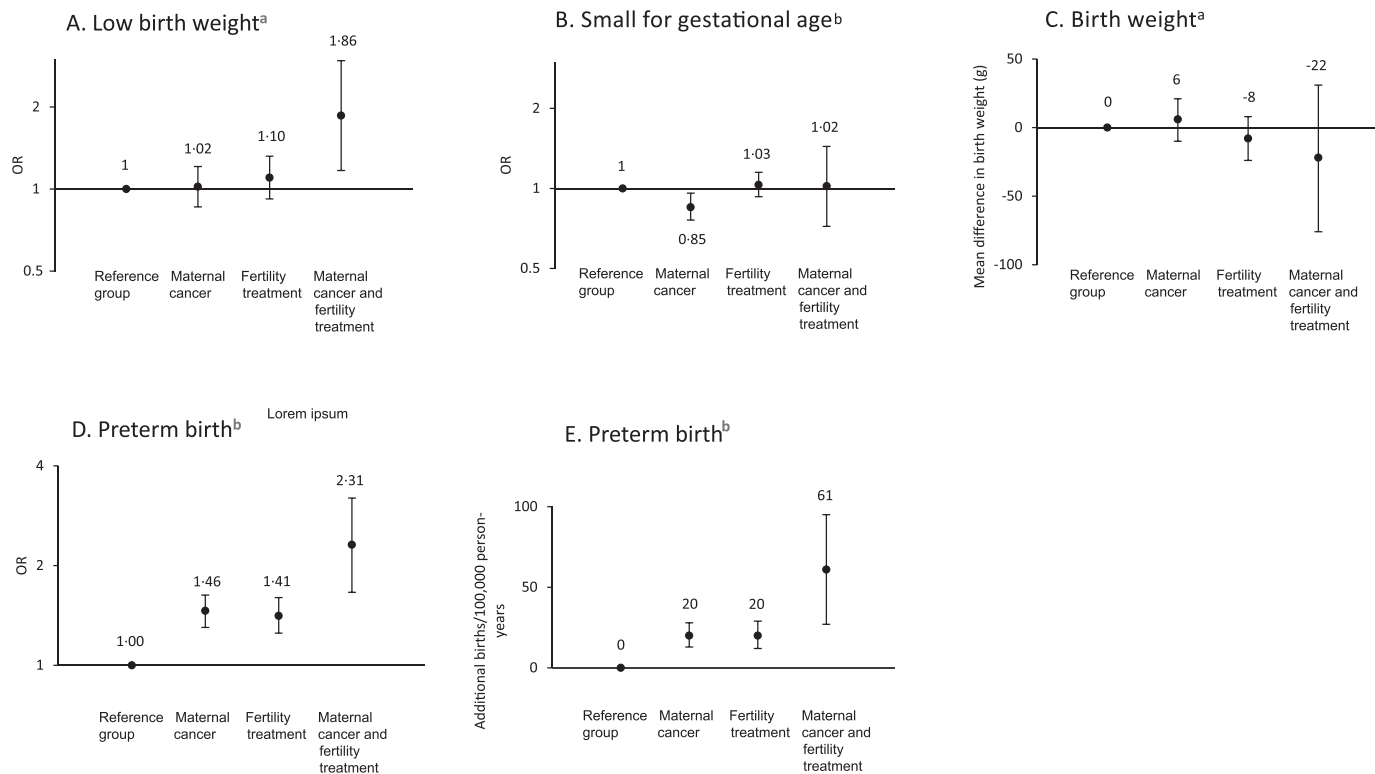 A. Low birth weightᵃ
1·86
2
1·10
1·02
1
OR
1
0.5
Reference
group
Maternal
cancer
Fertility
treatment
Maternal
cancer and
fertility
treatment
B. Small for gestational ageᵇ
2
1·02
1·03
1
OR
1
0·85
0.5
Reference
group
Maternal
cancer
Fertility
treatment
Maternal
cancer and
fertility
treatment
C. Birth weightᵃ
50
-22
6
-8
0
0
Mean difference in birth weight (g)
-50
-100
Reference
group
Maternal
cancer
Fertility
treatment
Maternal
cancer and
fertility
treatment
Lorem ipsum
D. Preterm birthᵇ
4
2·31
OR
2
1·46
1·41
1·00
1
Reference
group
Maternal
cancer
Fertility
treatment
Maternal
cancer and
fertility
treatment
E. Preterm birthᵇ
100
61
Additional births/100,000 person-
years
50
20
20
0
0
Reference
group
Maternal
cancer
Fertility
treatment
Maternal
cancer and
fertility
treatment